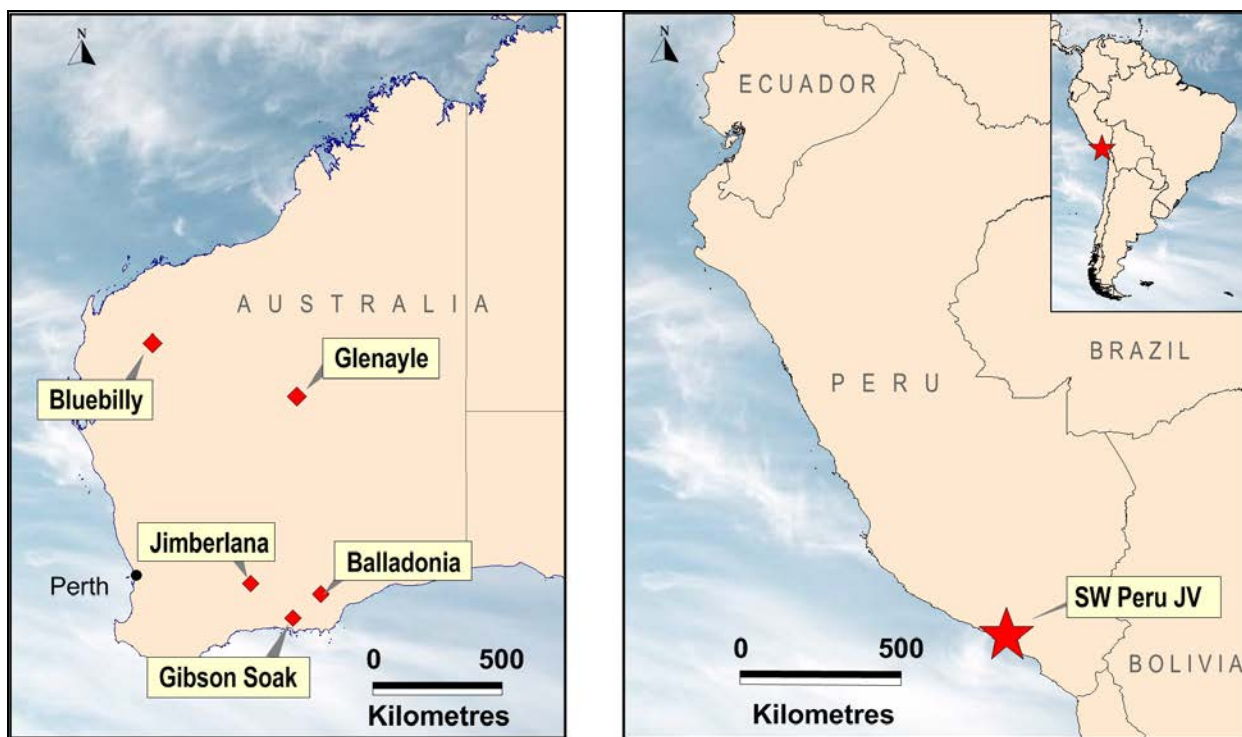 N
AUSTRALIA
Glenayle
Bluebilly
Jimberlana
Balladonia
Perth
Gibson Soak
0 500
Kilometres
N
ECUADOR
BRAZIL
PERU
SW Peru JV
BOLIVIA
0 500
Kilometres